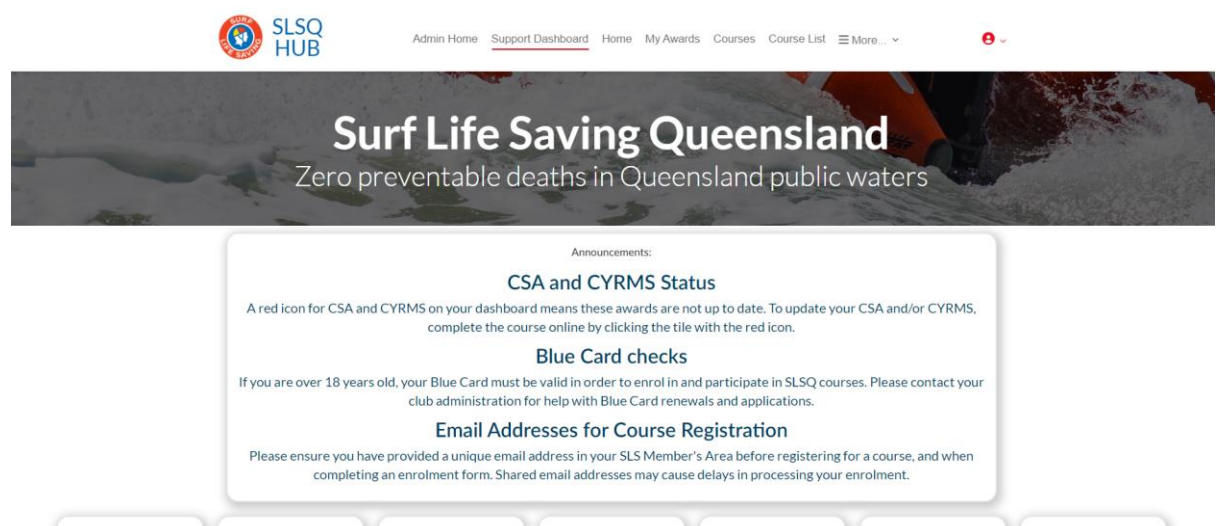 SURF
LIFE SAVING
SLSQ
HUB
Admin Home Support Dashboard Home My Awards Courses Course List More...
Surf Life Saving Queensland
Zero preventable deaths in Queensland public waters
Announcements:
CSA and CYRMS Status
A red icon for CSA and CYRMS on your dashboard means these awards are not up to date. To update your CSA and/or CYRMS,
complete the course online by clicking the tile with the red icon.
Blue Card checks
If you are over 18 years old, your Blue Card must be valid in order to enrol in and participate in SLSQ courses. Please contact your
club administration for help with Blue Card renewals and applications.
Email Addresses for Course Registration
Please ensure you have provided a unique email address in your SLS Member's Area before registering for a course, and when
completing an enrolment form. Shared email addresses may cause delays in processing your enrolment.